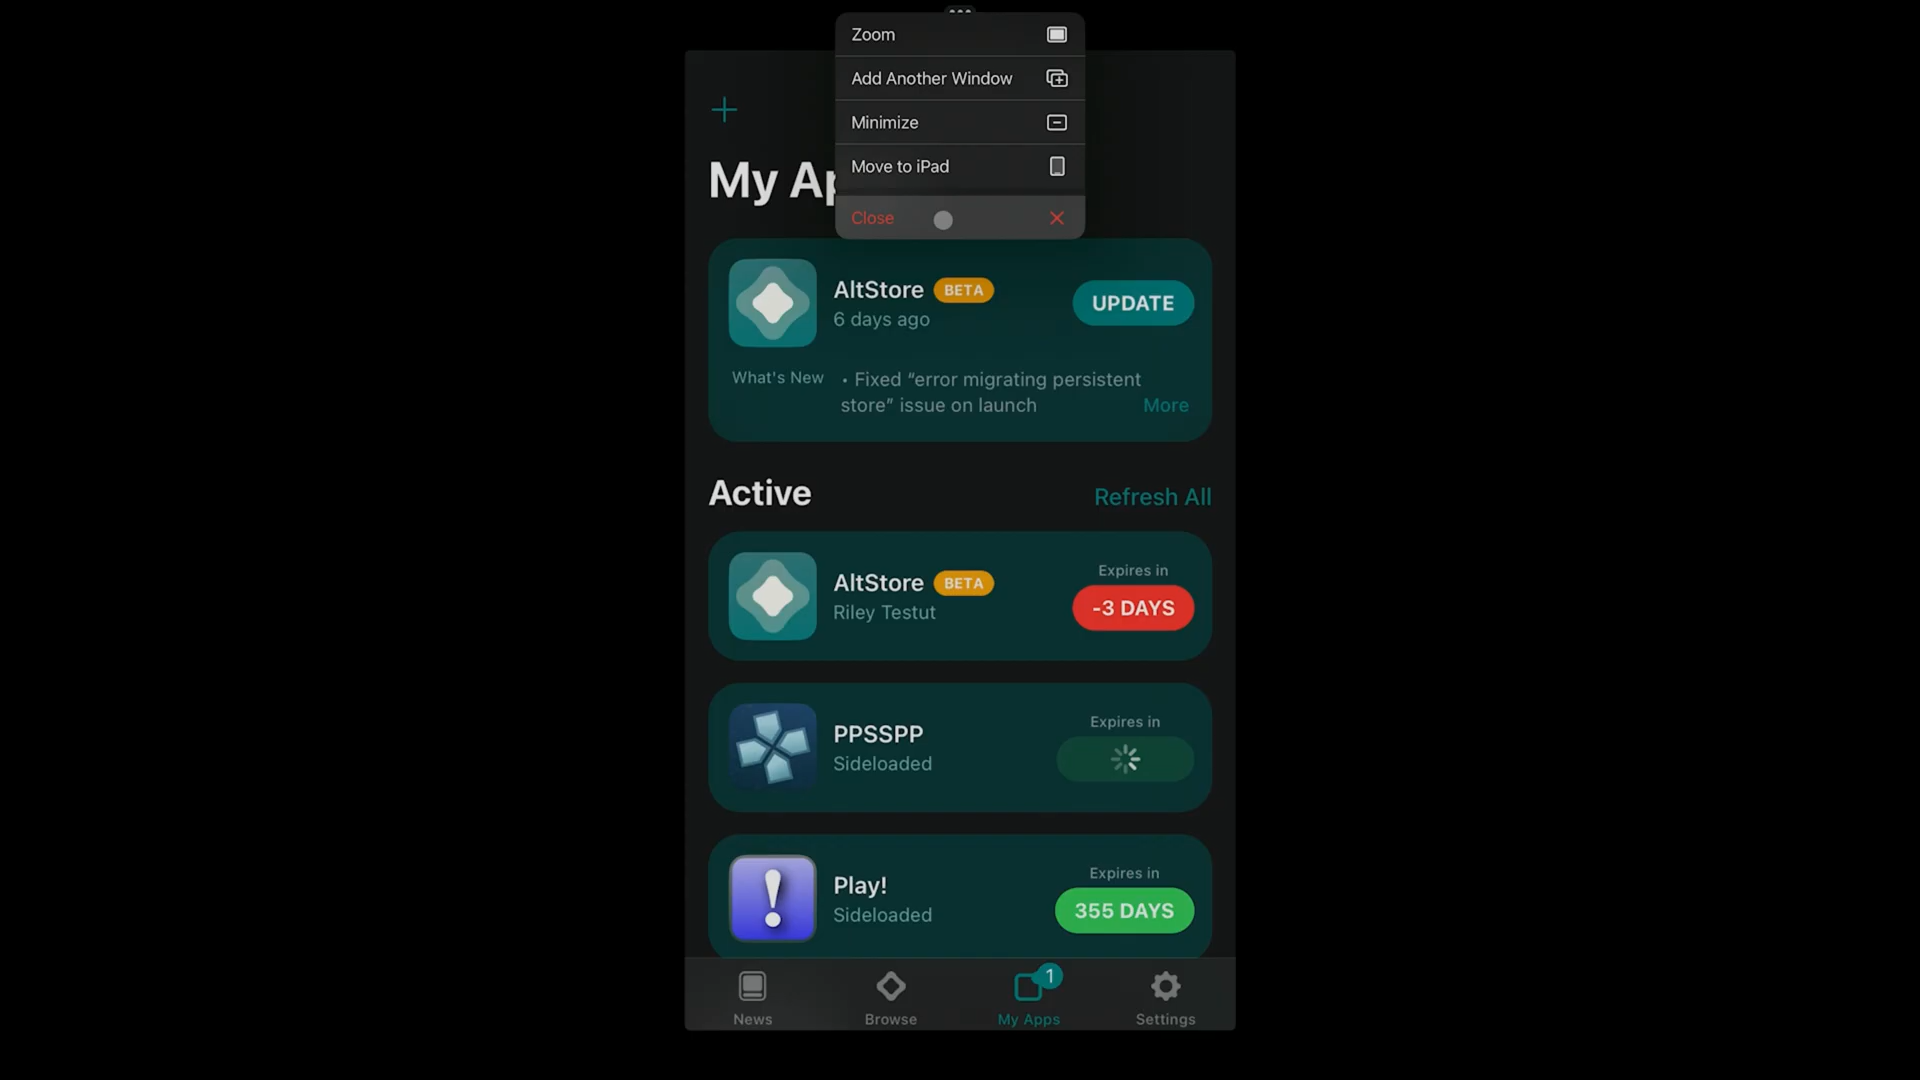 Zoom
Add Another Window
Minimize
Move to iPad
Close
My Ap
AltStore BETA
6 days ago
UPDATE
What's New
• Fixed “error migrating persistent
store” issue on launch
More
Active
Refresh All
AltStore BETA
Riley Testut
Expires in
-3 DAYS
PPSSPP
Sideloaded
Expires in
Play!
Sideloaded
Expires in
355 DAYS
News
Browse
My Apps
1
Settings